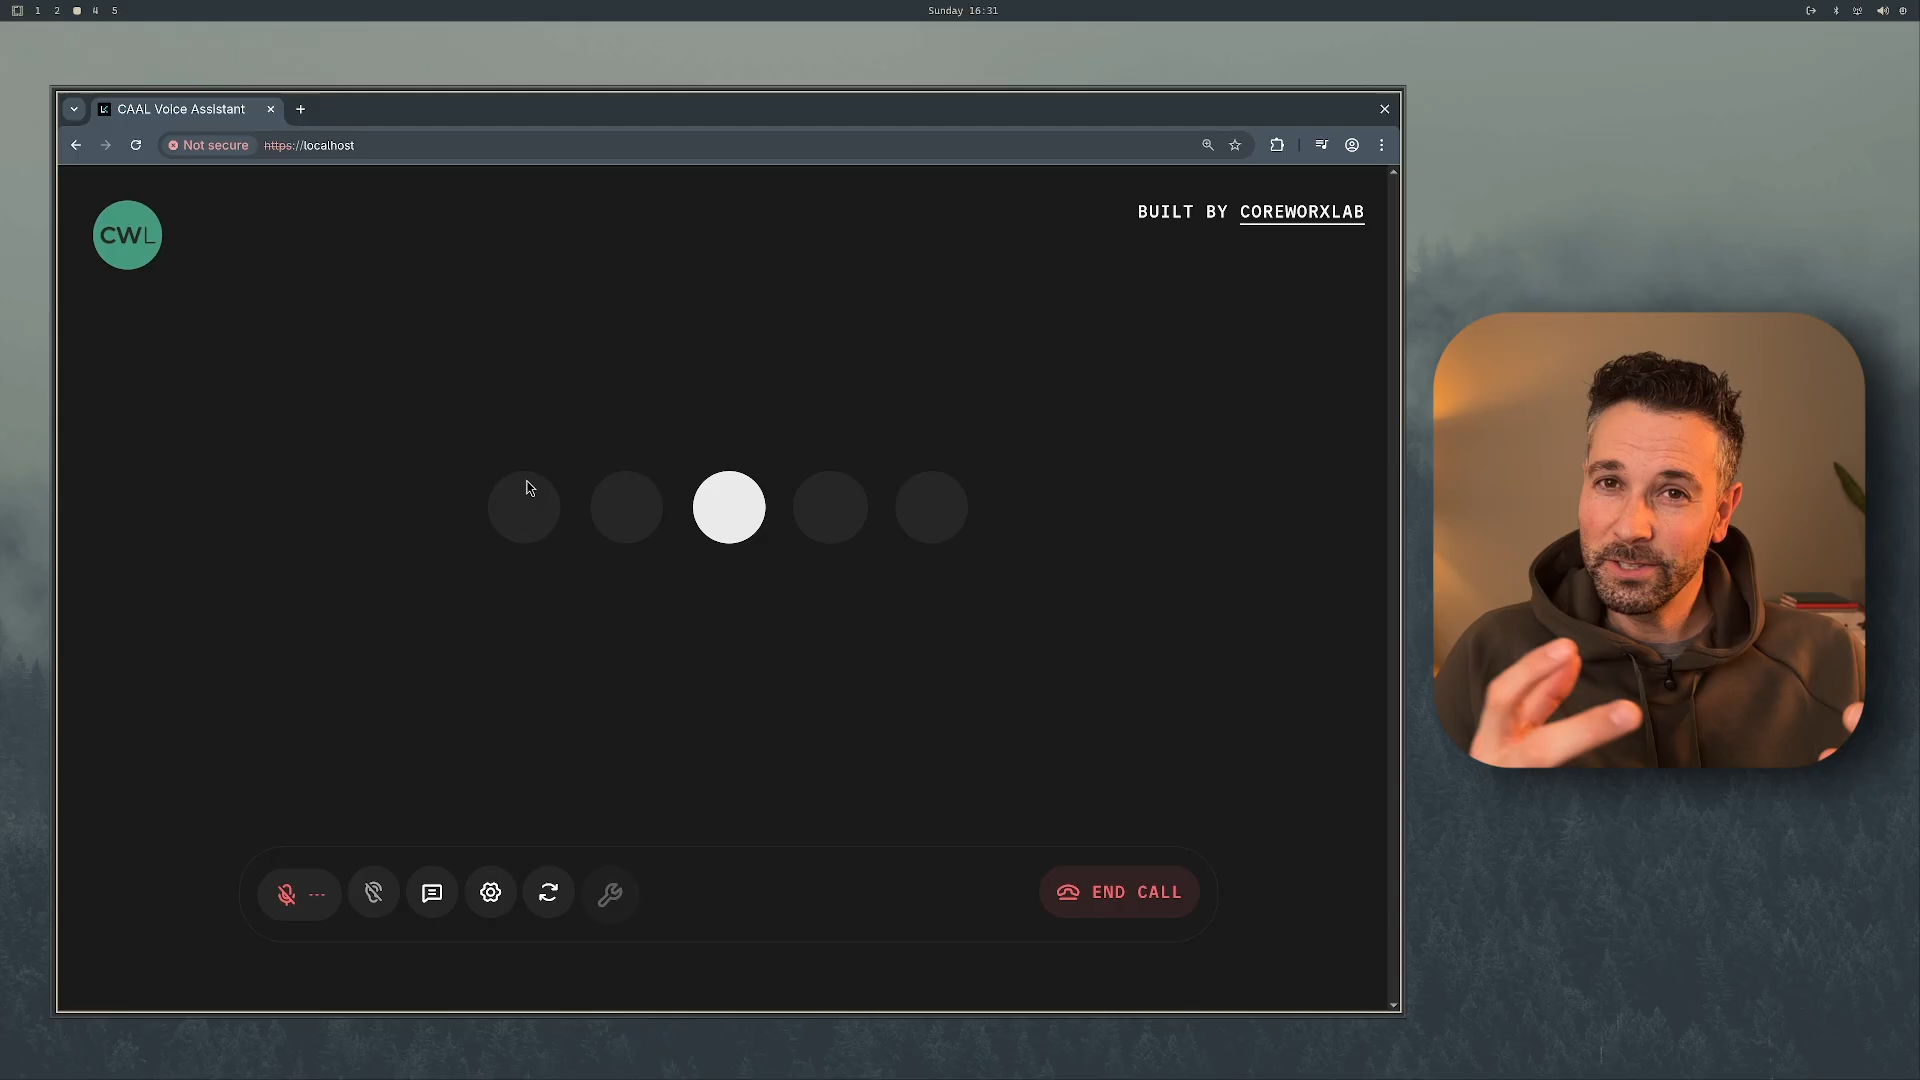 1 2 4 5
Sunday 16:31
CAAL Voice Assistant
Not secure
https://localhost
CWL
BUILT BY COREWORXLAB
END CALL